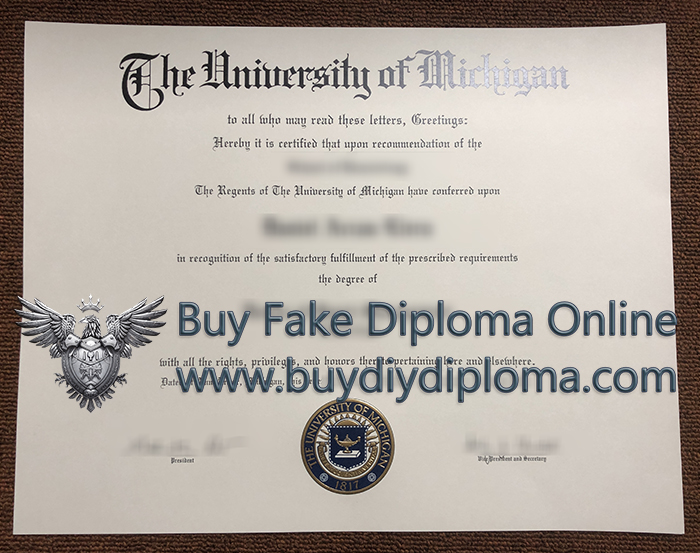 The University of Michigan
to all who may read these letters, Greetings:
Hereby it is certified that upon recommendation of the
The Regents of The University of Michigan have conferred upon
in recognition of the satisfactory fulfillment of the prescribed requirements
the degree of
Buy Fake Diploma Online
with all the rights, privileges, and honors thereto pertaining here and elsewhere.
www.buydiydiploma.com
THE UNIVERSITY OF MICHIGAN
1817
President
Vice President and Secretary